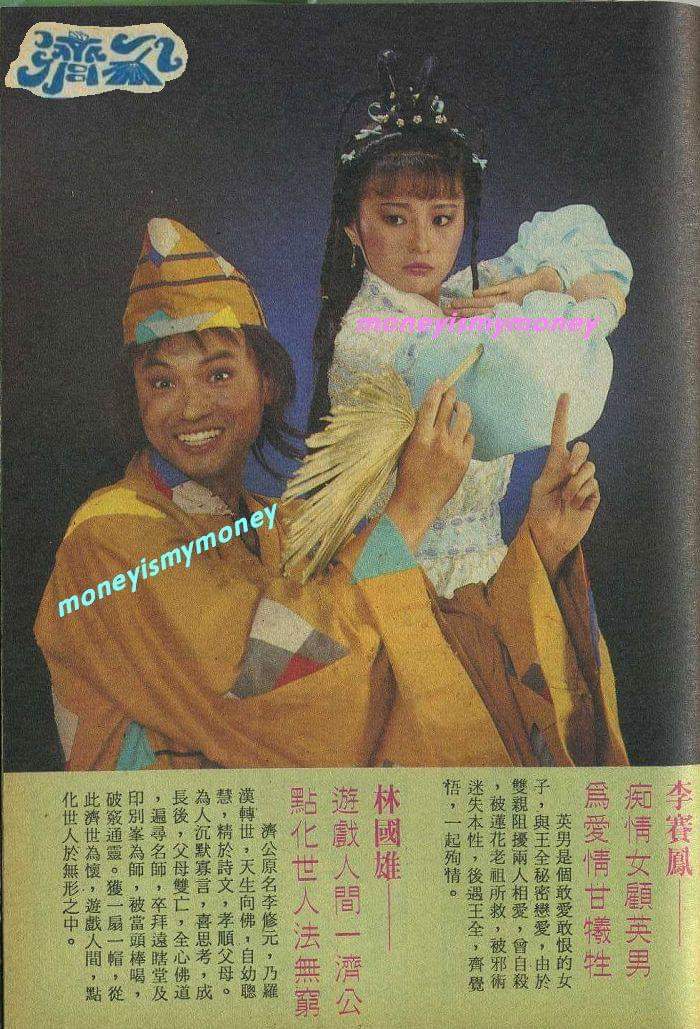 濟公
moneyismymoney
moneyismymoney
李賽鳳——
痴情女顧英男
為愛情甘犧牲
英男是個敢愛敢恨的女
子，與王全秘密戀愛，由於
雙親阻擾兩人相愛，曾自殺
，被蓮花老祖所救，被邪術
迷失本性，後遇王全，齊覺
悟，一起殉情。
林國雄——
遊戲人間一濟公
點化世人法無窮
濟公原名李修元，乃羅
漢轉世，天生向佛，自幼聰
慧，精於詩文，孝順父母。
為人沉默寡言，喜思考，成
長後，父母雙亡，全心佛道
，遍尋名師，卒拜遠瞎堂及
印別峯為師，被當頭棒喝，
破竅通靈。獲一扇一帽，從
此濟世為懷，遊戲人間，點
化世人於無形之中。